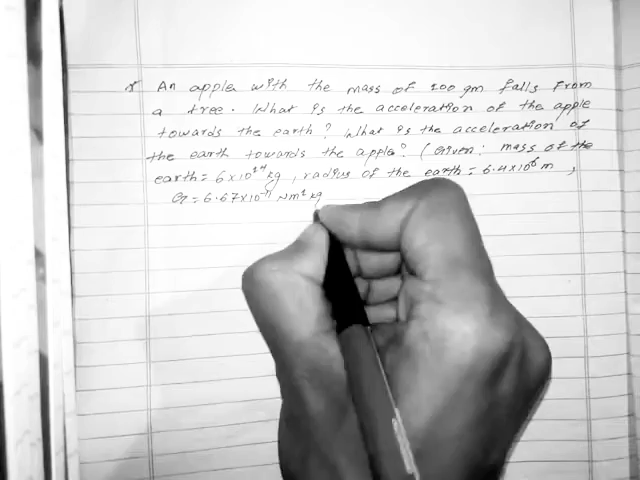 An apple with the mass of 100 gm falls from
a tree. What is the acceleration of the apple
towards the earth? What is the acceleration of
the earth towards the apple? (Given: mass of the
earth = 6×10²⁴ kg, radius of the earth = 6.4×10⁶ m,
G = 6.67×10⁻¹¹ Nm² kg